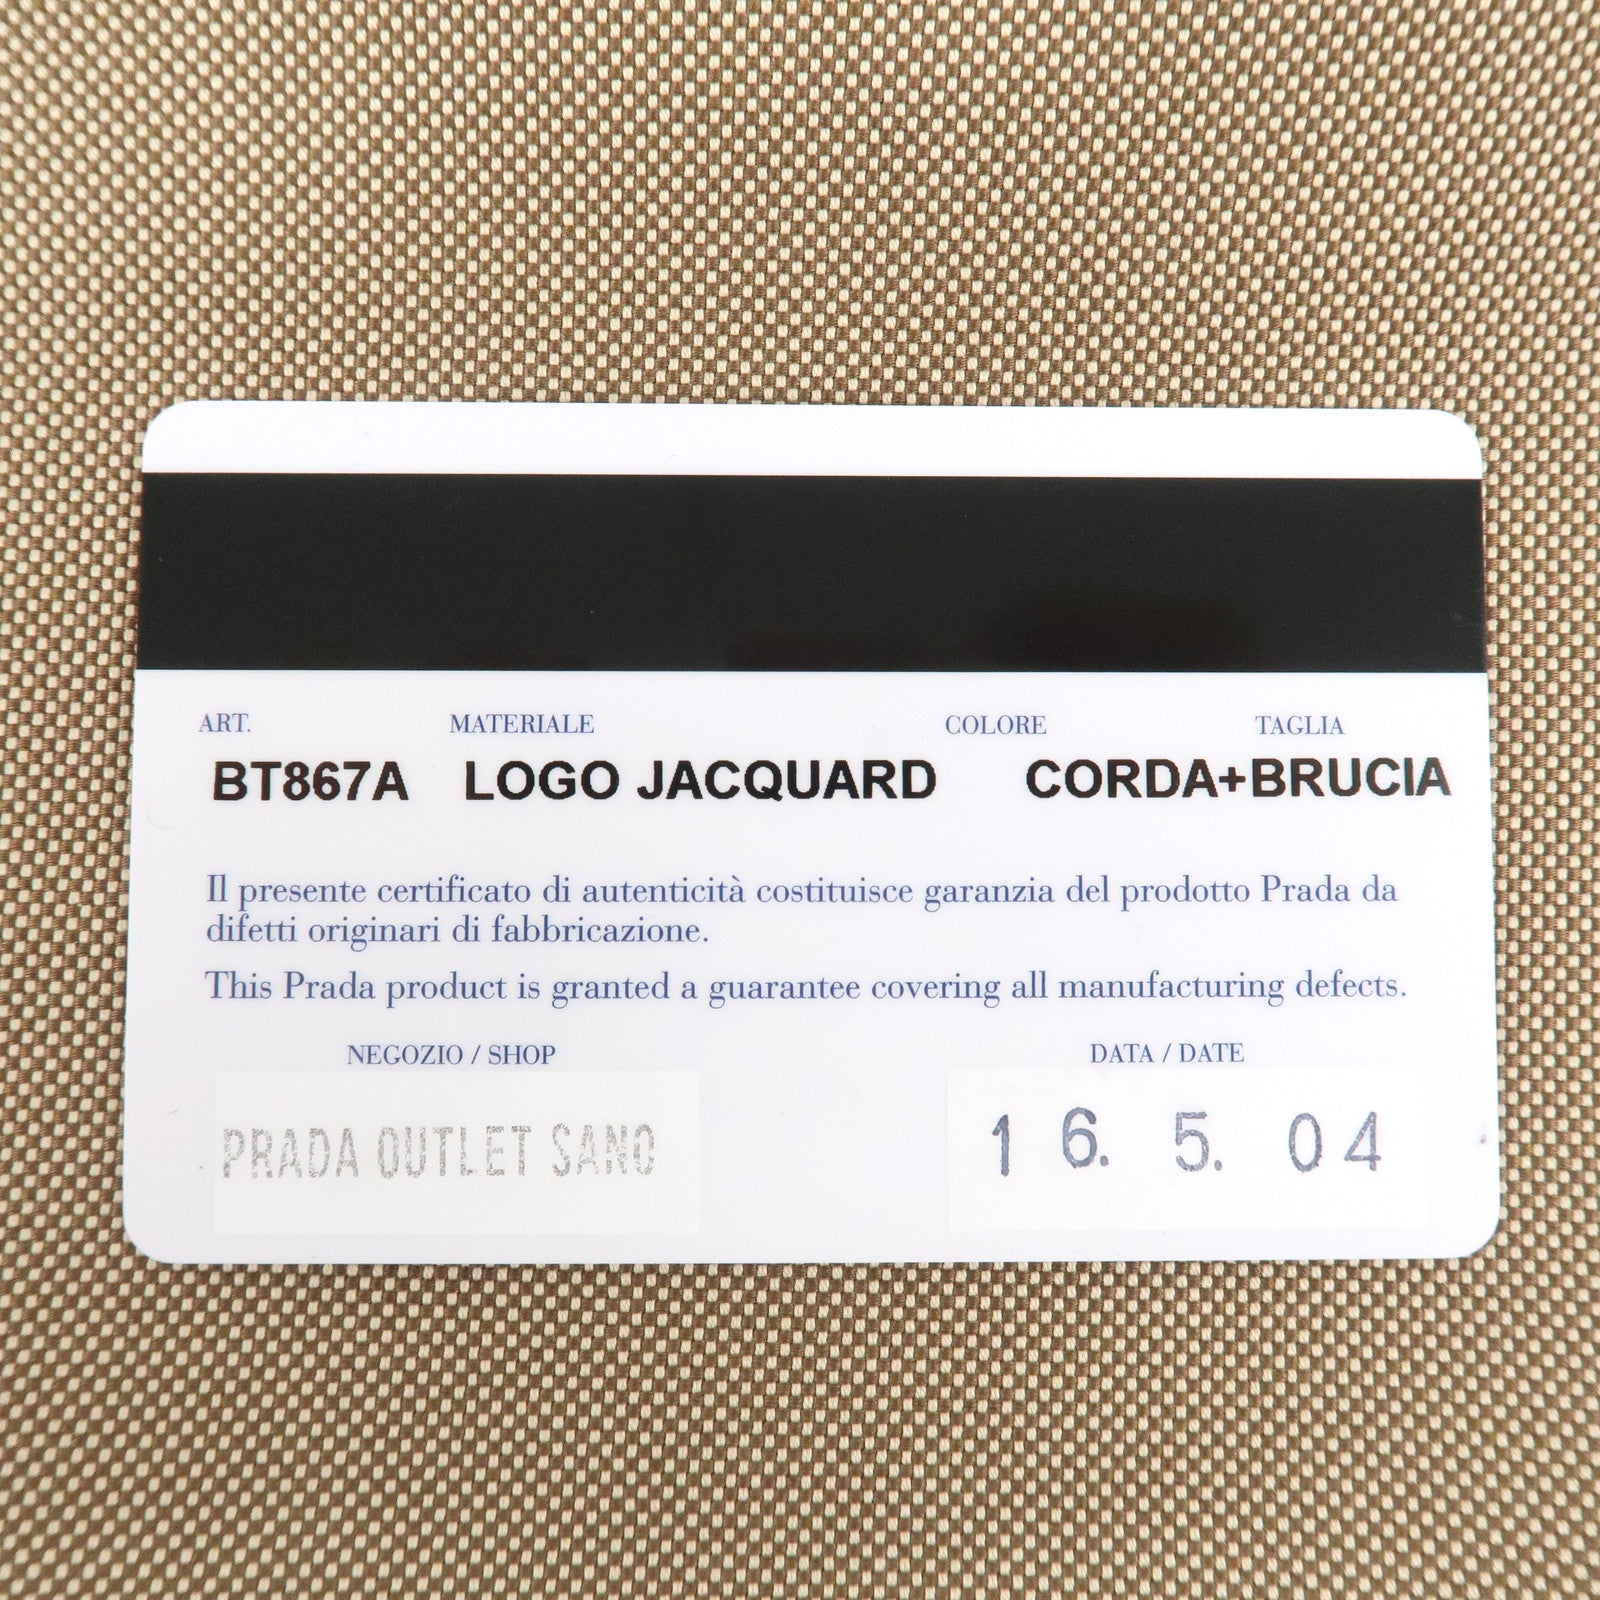 ART. MATERIALE COLORE TAGLIA
BT867A LOGO JACQUARD CORDA+BRUCIA
Il presente certificato di autenticità costituisce garanzia del prodotto Prada da
difetti originari di fabbricazione.
This Prada product is granted a guarantee covering all manufacturing defects.
NEGOZIO / SHOP DATA / DATE
PRADA OUTLET SANO 16. 5. 04